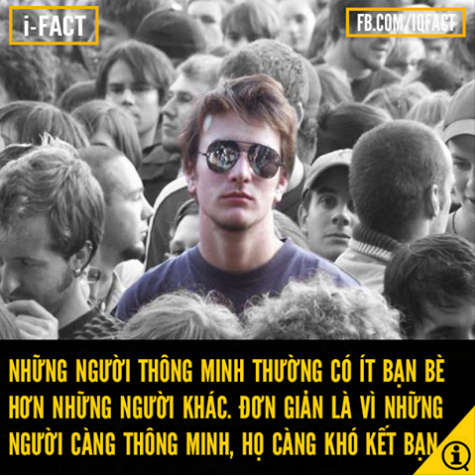 i-FACT
FB.COM/IQFACT
NHỮNG NGƯỜI THÔNG MINH THƯỜNG CÓ ÍT BẠN BÈ
HƠN NHỮNG NGƯỜI KHÁC. ĐƠN GIẢN LÀ VÌ NHỮNG
NGƯỜI CÀNG THÔNG MINH, HỌ CÀNG KHÓ KẾT BẠN